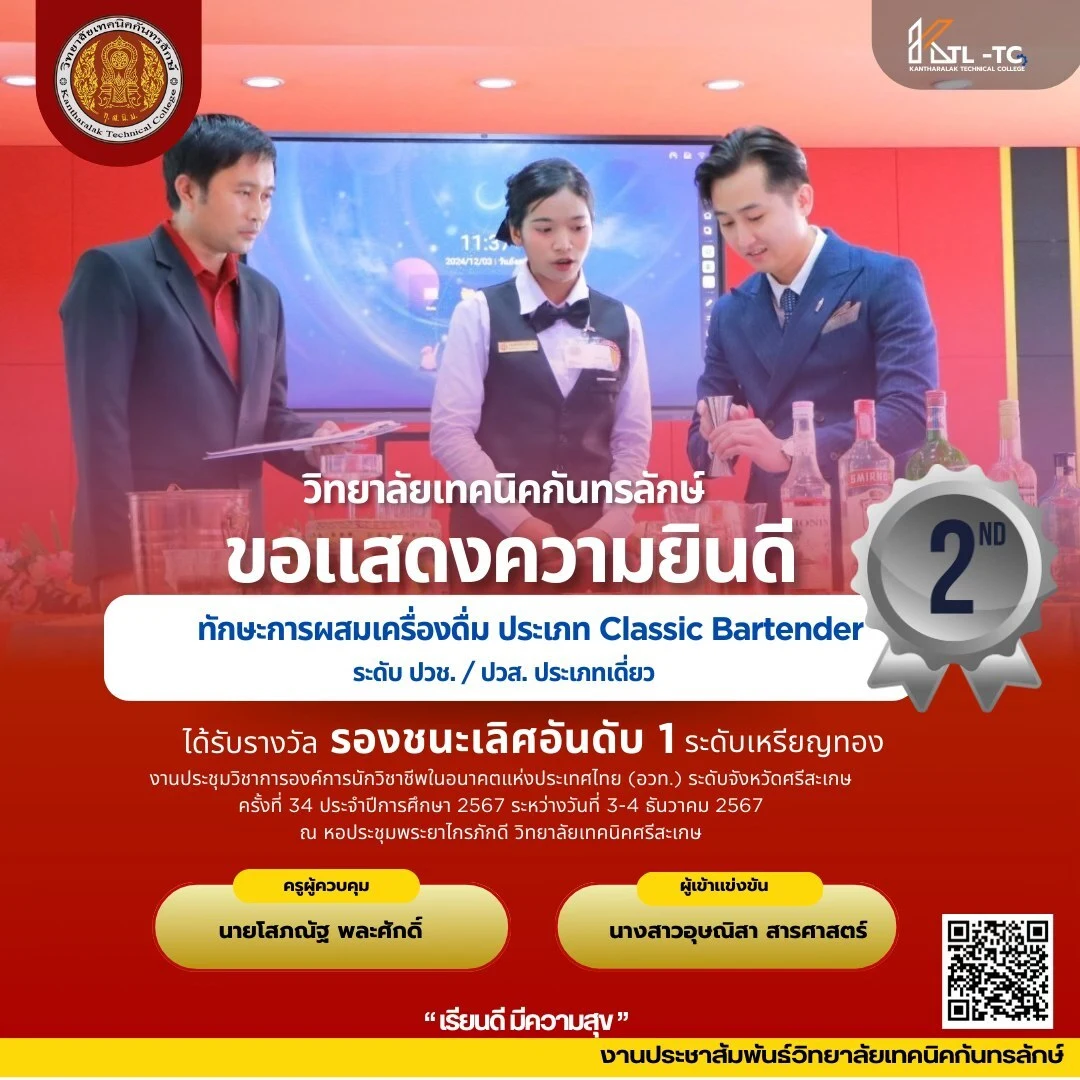 วิทยาลัยเทคนิคกันทรลักษ์
Kantharalak Technical College
KTL -TC
KANTHARALAK TECHNICAL COLLEGE
11:37
2024/12/03
SMIRNO
วิทยาลัยเทคนิคกันทรลักษ์
ขอแสดงความยินดี
2ND
ทักษะการผสมเครื่องดื่ม ประเภท Classic Bartender
ระดับ ปวช. / ปวส. ประเภทเดี่ยว
ได้รับรางวัล รองชนะเลิศอันดับ 1 ระดับเหรียญทอง
งานประชุมวิชาการองค์การนักวิชาชีพในอนาคตแห่งประเทศไทย (อวท.) ระดับจังหวัดศรีสะเกษ
ครั้งที่ 34 ประจำปีการศึกษา 2567 ระหว่างวันที่ 3-4 ธันวาคม 2567
ณ หอประชุมพระยาไกรภักดี วิทยาลัยเทคนิคศรีสะเกษ
ครูผู้ควบคุม
ผู้เข้าแข่งขัน
นายโสภณัฐ พละศักดิ์
นางสาวอุษณิสา สารศาสตร์
“เรียนดี มีความสุข”
งานประชาสัมพันธ์วิทยาลัยเทคนิคกันทรลักษ์